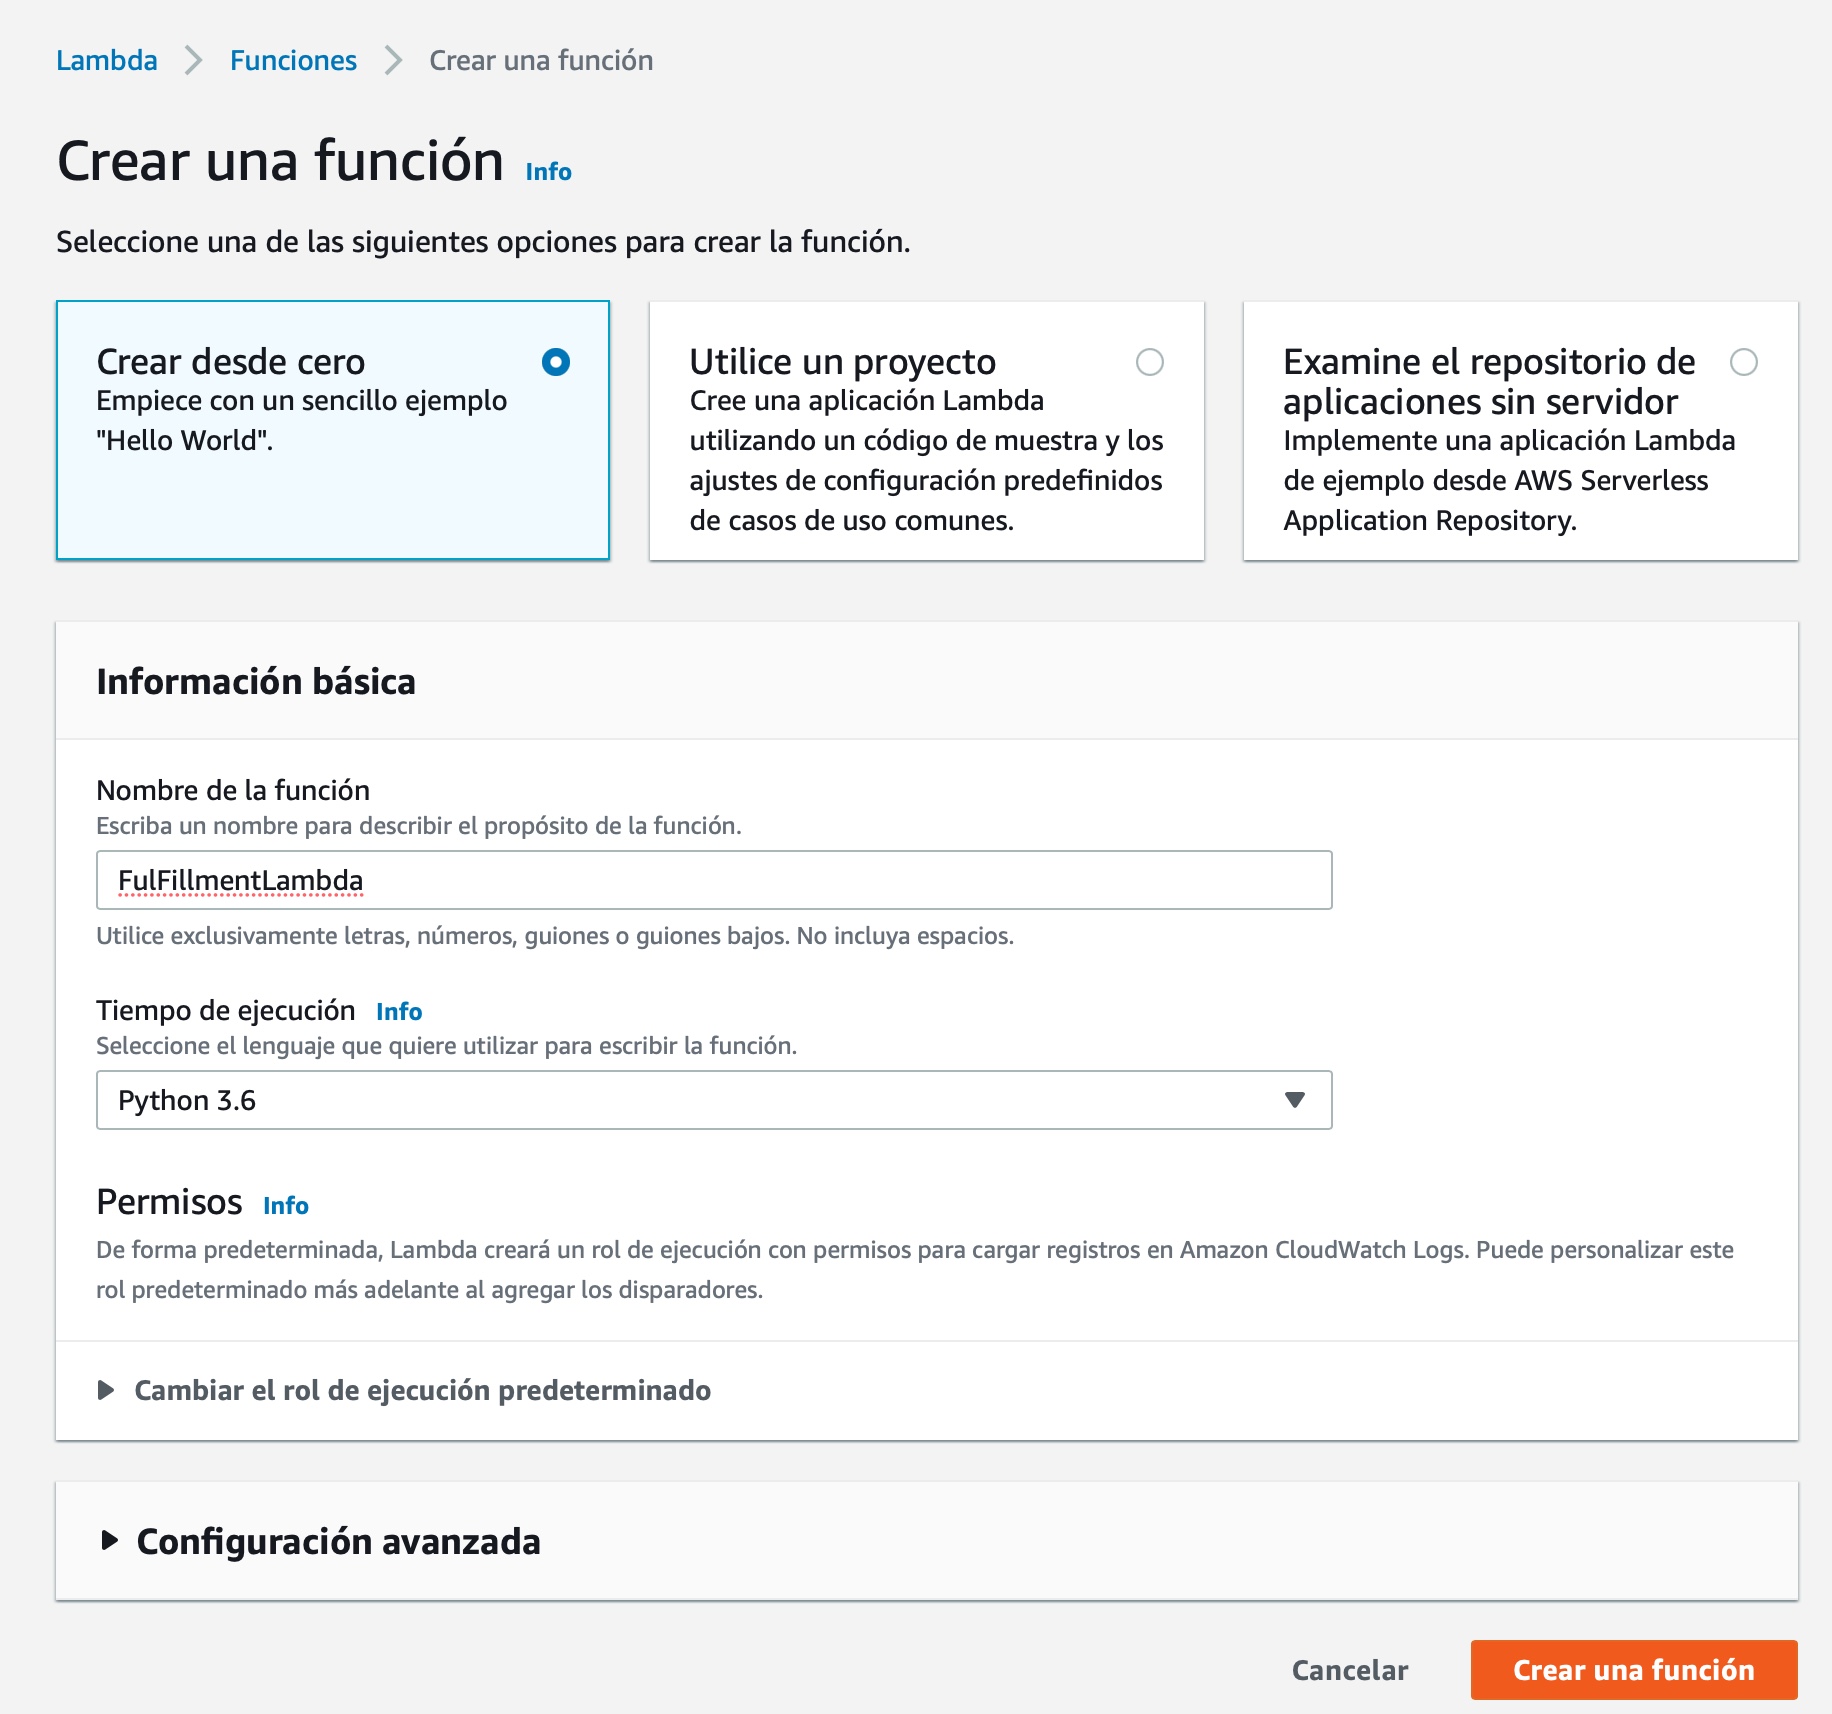 Lambda > Funciones > Crear una función
Crear una función Info
Seleccione una de las siguientes opciones para crear la función.
Crear desde cero
Empiece con un sencillo ejemplo
"Hello World".
Utilice un proyecto
Cree una aplicación Lambda
utilizando un código de muestra y los
ajustes de configuración predefinidos
de casos de uso comunes.
Examine el repositorio de
aplicaciones sin servidor
Implemente una aplicación Lambda
de ejemplo desde AWS Serverless
Application Repository.
Información básica
Nombre de la función
Escriba un nombre para describir el propósito de la función.
FulFillmentLambda
Utilice exclusivamente letras, números, guiones o guiones bajos. No incluya espacios.
Tiempo de ejecución Info
Seleccione el lenguaje que quiere utilizar para escribir la función.
Python 3.6
Permisos Info
De forma predeterminada, Lambda creará un rol de ejecución con permisos para cargar registros en Amazon CloudWatch Logs. Puede personalizar este
rol predeterminado más adelante al agregar los disparadores.
Cambiar el rol de ejecución predeterminado
Configuración avanzada
Cancelar
Crear una función